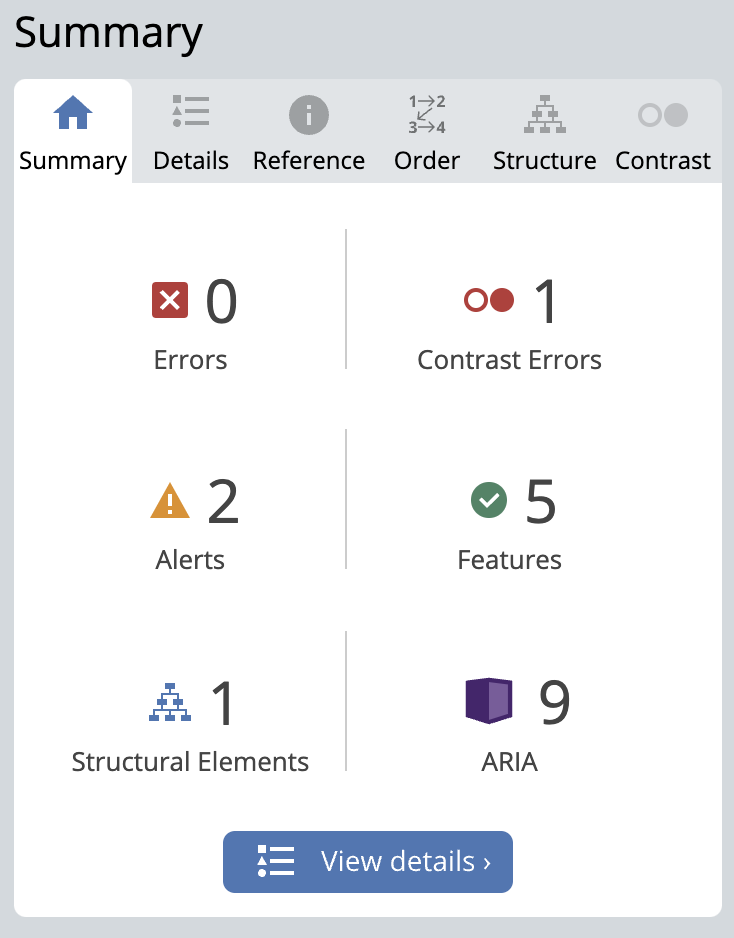 Summary
Summary Details Reference Order Structure Contrast
1→2
3→4
0 1
Errors Contrast Errors
2 5
Alerts Features
1 9
Structural Elements ARIA
View details ›